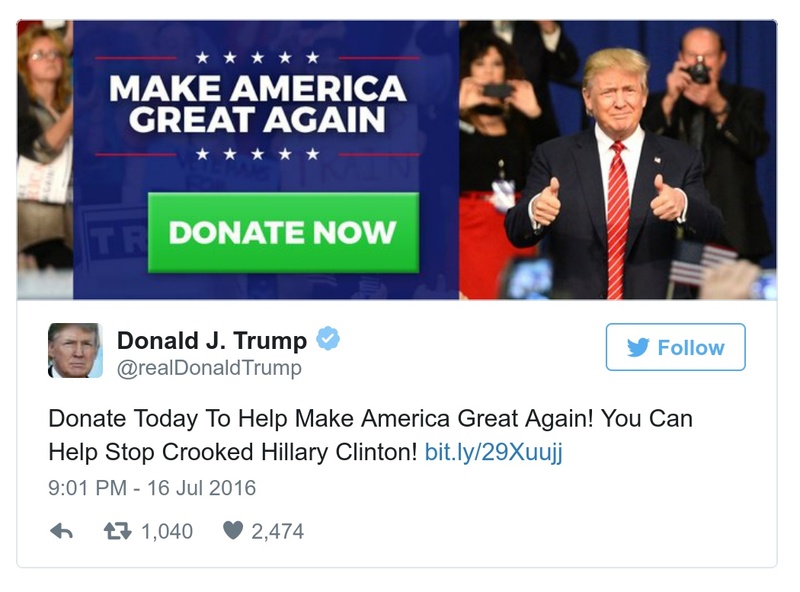 MAKE AMERICA
GREAT AGAIN
DONATE NOW
Donald J. Trump
@realDonaldTrump
Follow
Donate Today To Help Make America Great Again! You Can
Help Stop Crooked Hillary Clinton! bit.ly/29Xuujj
9:01 PM - 16 Jul 2016
1,040
2,474